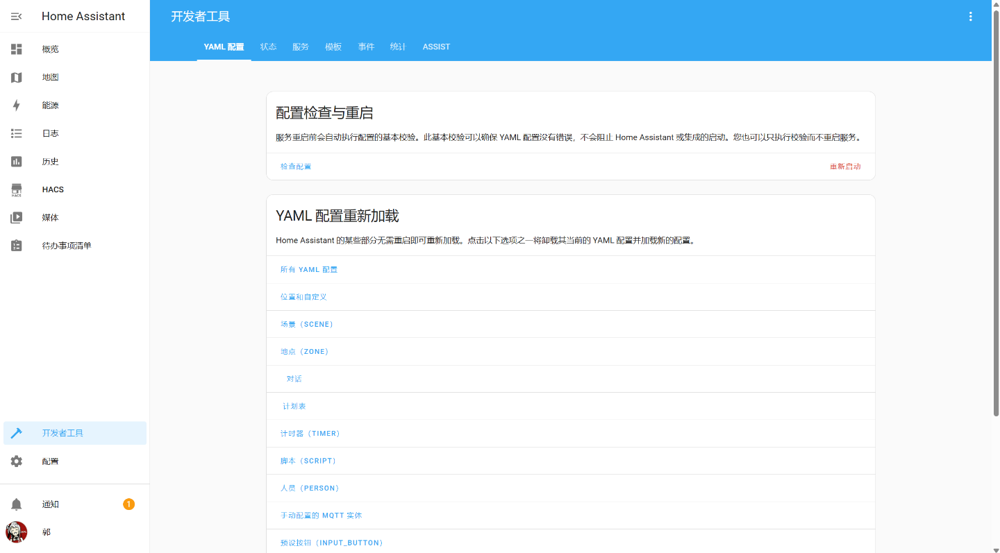 Home Assistant
概览
地图
能源
日志
历史
HACS
HACS
媒体
待办事项清单
开发者工具
配置
通知
1
郭
开发者工具
YAML 配置 状态 服务 模板 事件 统计 ASSIST
配置检查与重启
服务重启前会自动执行配置的基本校验。此基本校验可以确保 YAML 配置没有错误，不会阻止 Home Assistant 或集成的启动。您也可以只执行校验而不重启服务。
检查配置 重新启动
YAML 配置重新加载
Home Assistant 的某些部分无需重启即可重新加载。点击以下选项之一将卸载其当前的 YAML 配置并加载新的配置。
所有 YAML 配置
位置和自定义
场景（SCENE）
地点（ZONE）
对话
计划表
计时器（TIMER）
脚本（SCRIPT）
人员（PERSON）
手动配置的 MQTT 实体
预设按钮（INPUT_BUTTON）